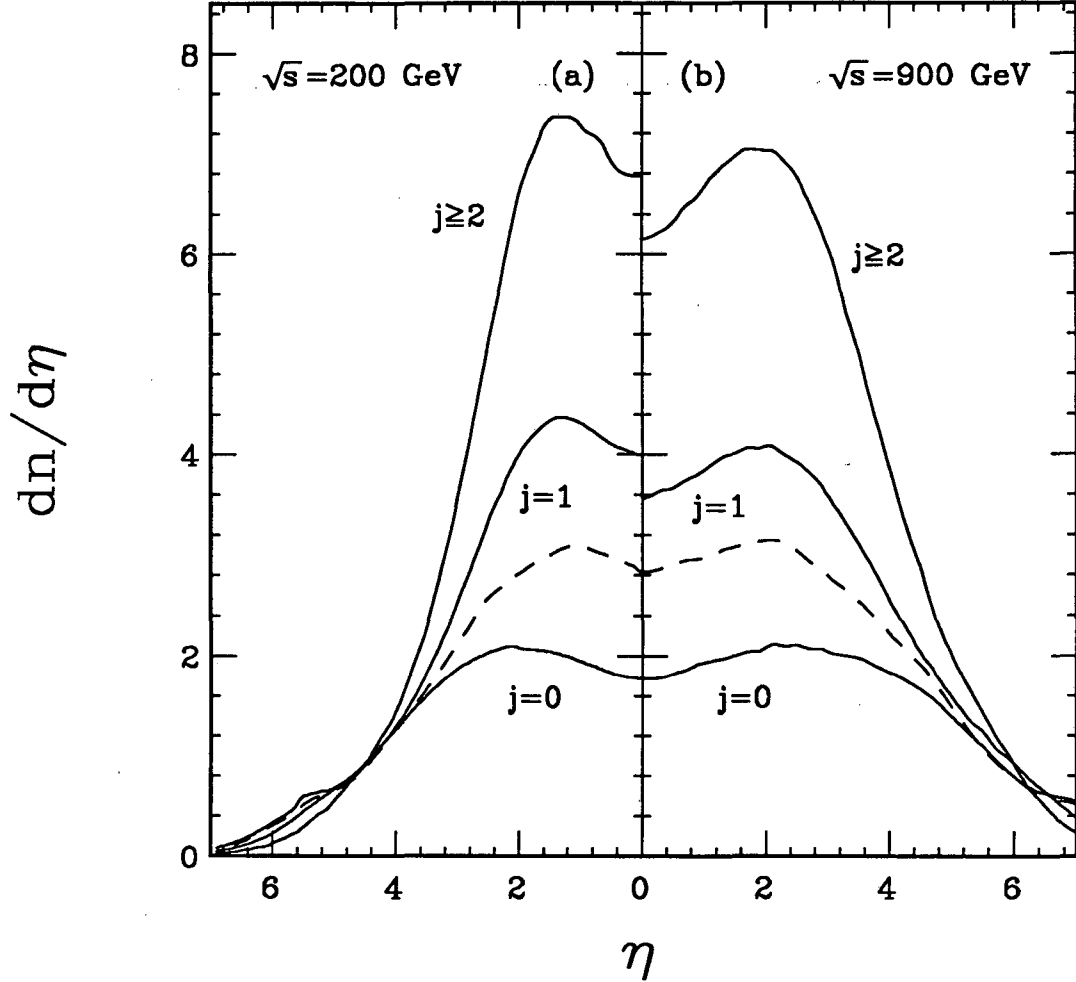 8
√s=200 GeV (a) (b) √s=900 GeV
j≧2
6
j≧2
dn/dη
4
j=1 j=1
2
j=0 j=0
0
6 4 2 0 2 4 6
η